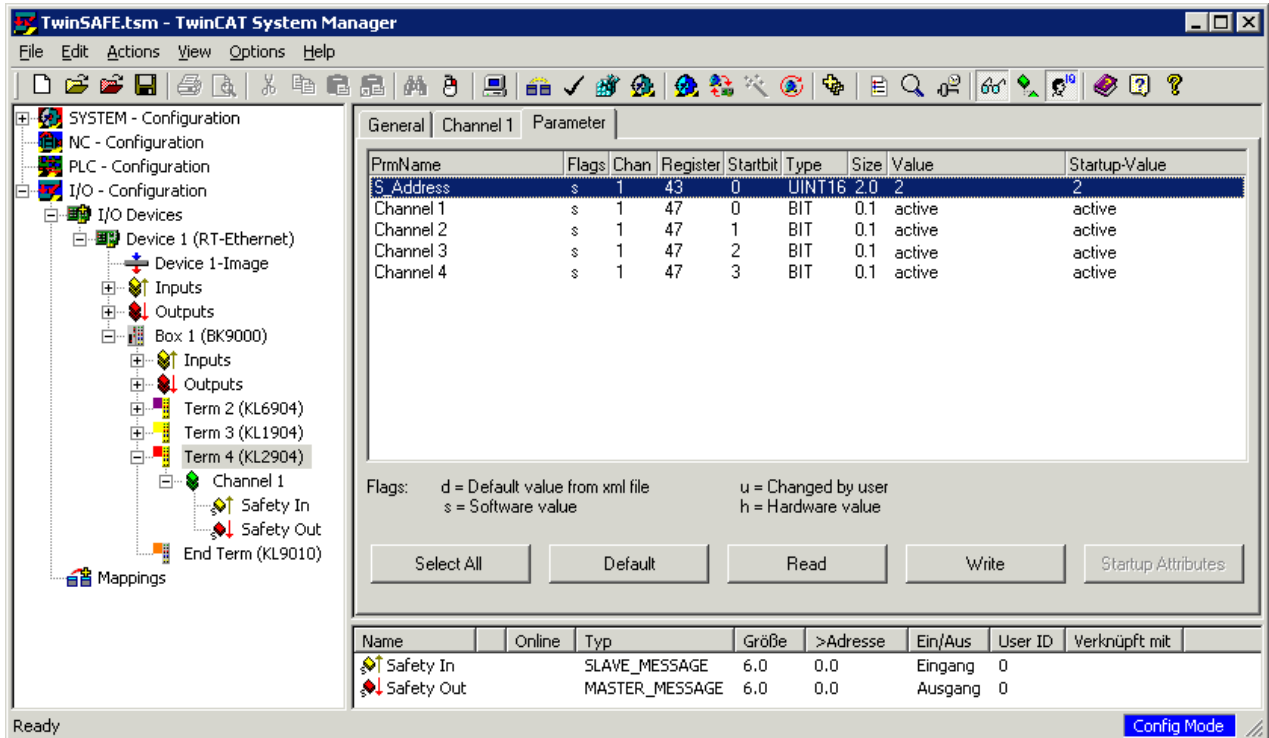 TwinSAFE.tsm - TwinCAT System Manager
File Edit Actions View Options Help
SYSTEM - Configuration
NC - Configuration
PLC - Configuration
I/O - Configuration
I/O Devices
Device 1 (RT-Ethernet)
Device 1-Image
Inputs
Outputs
Box 1 (BK9000)
Inputs
Outputs
Term 2 (KL6904)
Term 3 (KL1904)
Term 4 (KL2904)
Channel 1
Safety In
Safety Out
End Term (KL9010)
Mappings
General Channel 1 Parameter
PrmName Flags Chan Register Startbit Type Size Value Startup-Value
S_Address s 1 43 0 UINT16 2.0 2 2
Channel 1 s 1 47 0 BIT 0.1 active active
Channel 2 s 1 47 1 BIT 0.1 active active
Channel 3 s 1 47 2 BIT 0.1 active active
Channel 4 s 1 47 3 BIT 0.1 active active
Flags: d = Default value from xml file u = Changed by user
s = Software value h = Hardware value
Select All Default Read Write Startup Attributes
Name Online Typ Größe >Adresse Ein/Aus User ID Verknüpft mit
Safety In SLAVE_MESSAGE 6.0 0.0 Eingang 0
Safety Out MASTER_MESSAGE 6.0 0.0 Ausgang 0
Ready Config Mode